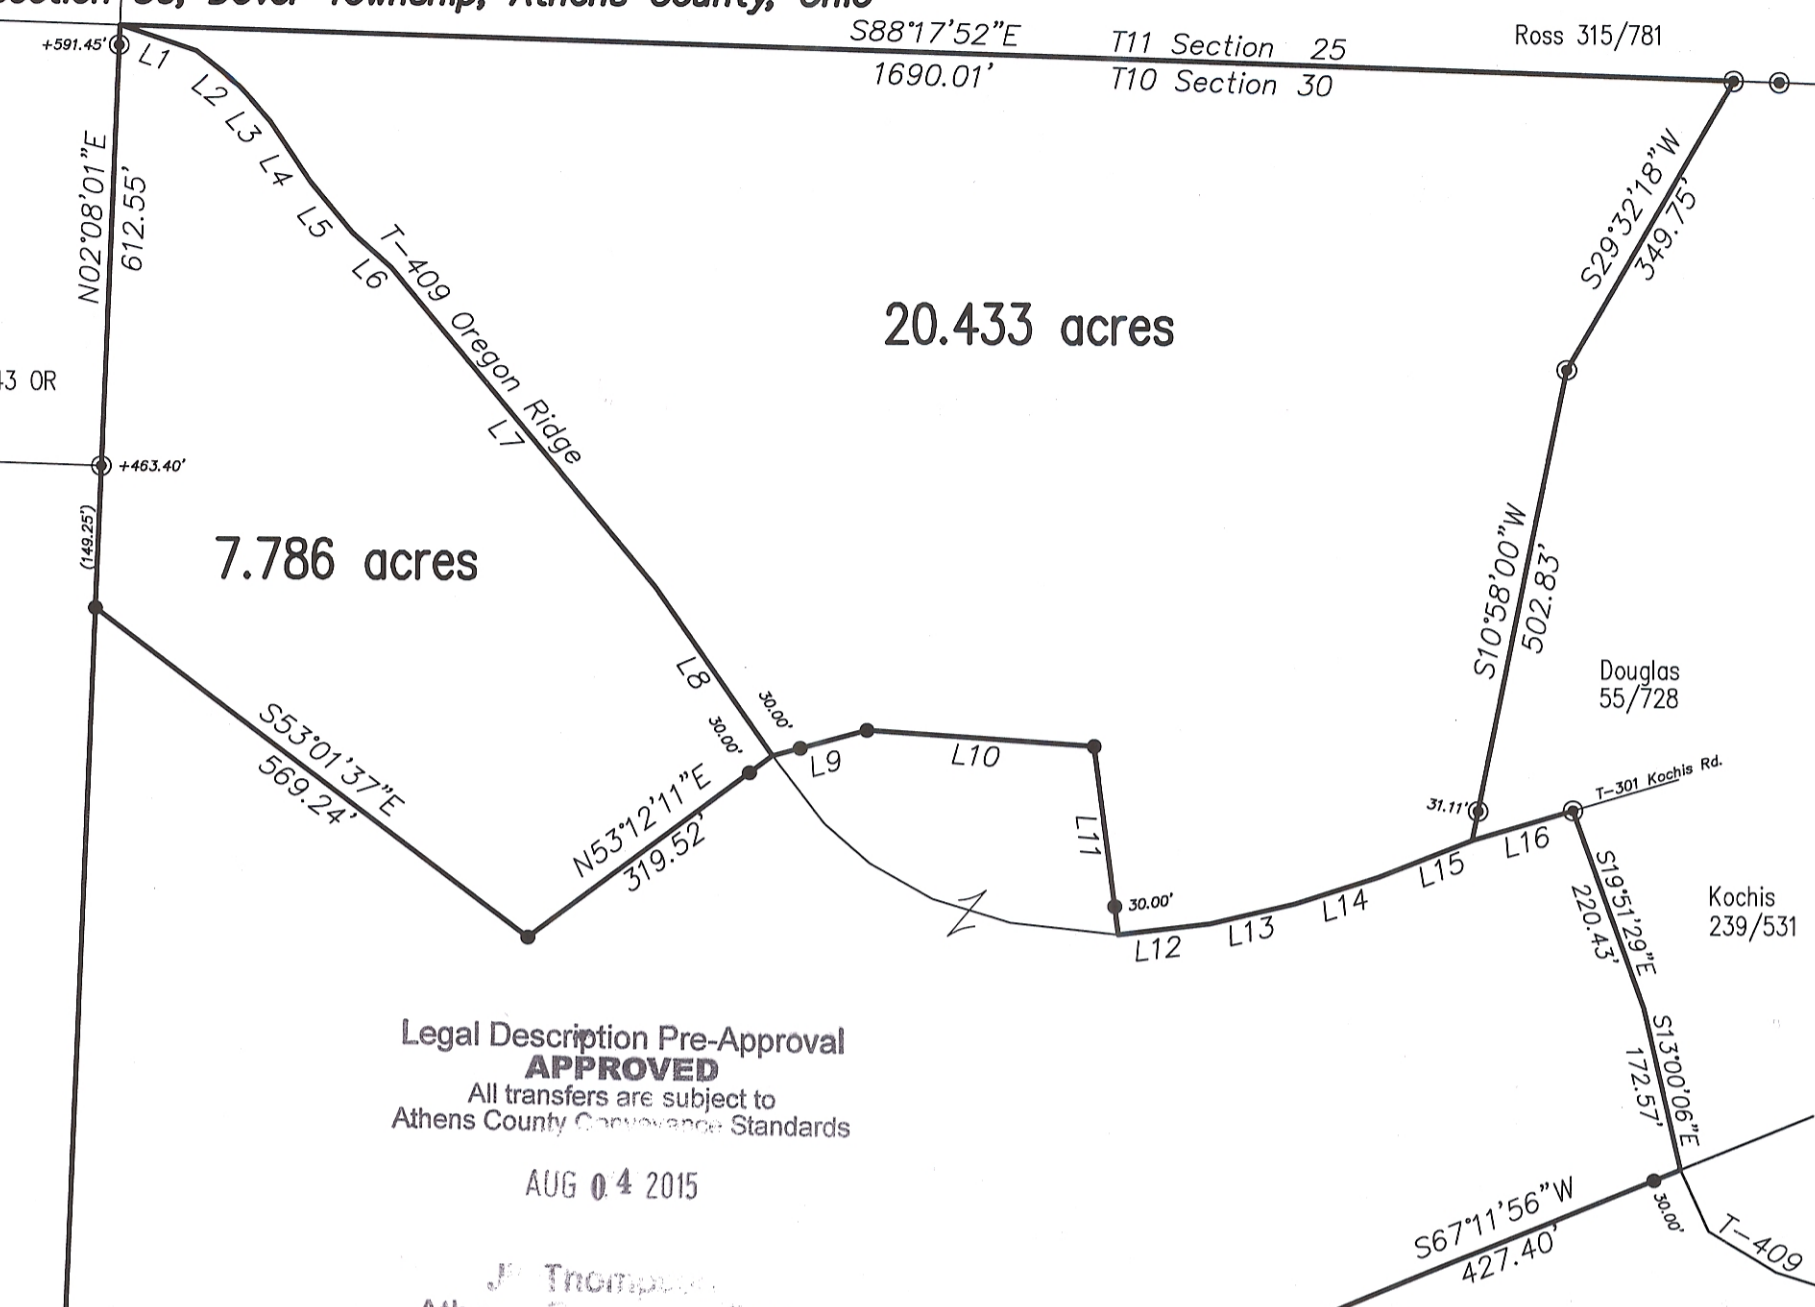 Dover Township, Athens County, Ohio
S88°17'52"E
1690.01'
T11 Section 25
T10 Section 30
Ross 315/781
+591.45'
L1
L2
L3
L4
L5
L6
T-409 Oregon Ridge
L7
L8
N02°08'01"E
612.55'
20.433 acres
S29°32'18"W
349.75'
43 OR
+463.40'
(149.25')
7.786 acres
S10°58'00"W
502.83'
Douglas
55/728
S53°01'37"E
569.24'
N53°12'11"E
319.52'
30.00'
30.00'
L9
L10
L11
30.00'
L12
L13
L14
L15
L16
31.11'
T-301 Kochis Rd.
S19°51'29"E
220.43'
Kochis
239/531
S13°00'06"E
172.57'
Legal Description Pre-Approval
APPROVED
All transfers are subject to
Athens County Conveyance Standards
AUG 04 2015
S67°11'56"W
427.40'
30.00'
T-409